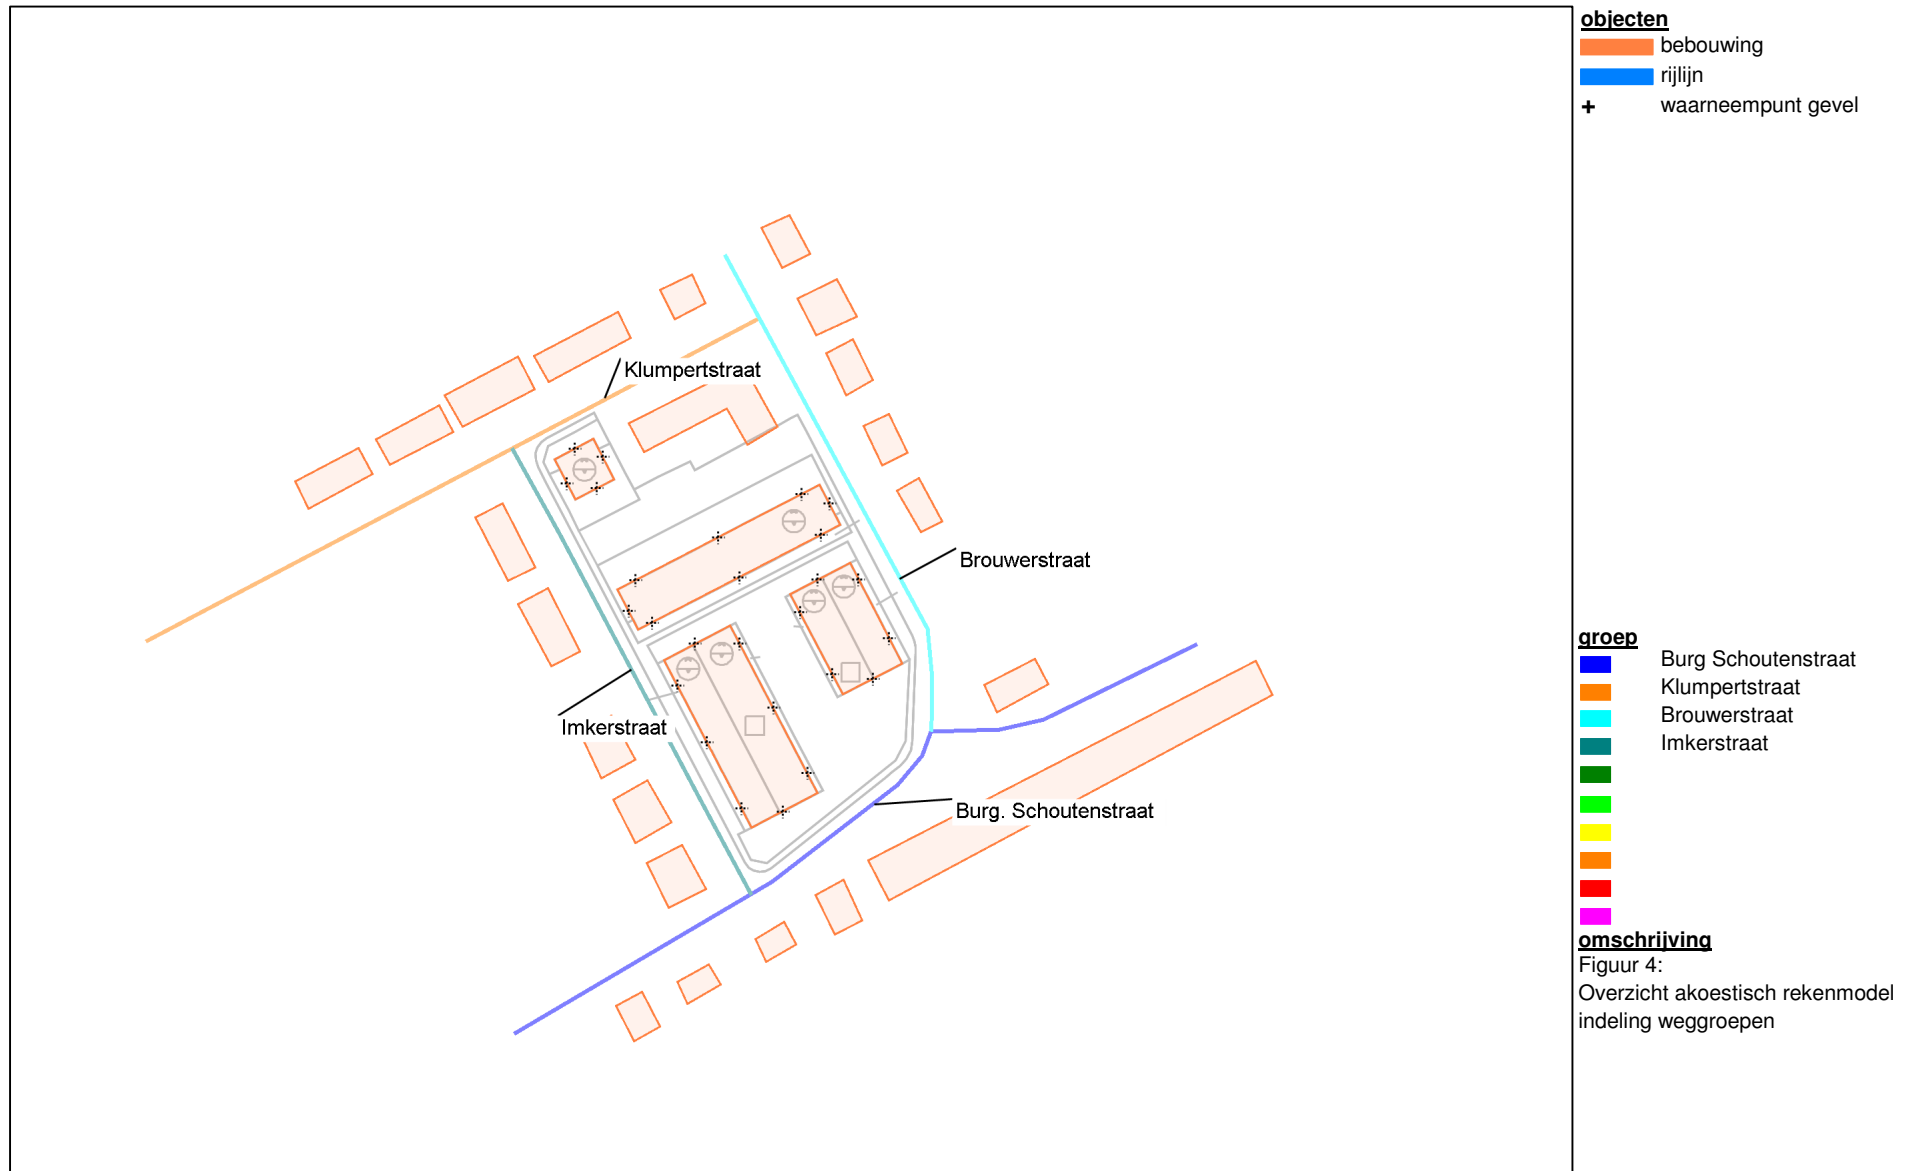 objecten
bebouwing
rijlijn
+ waarneempunt gevel
Klumpertstraat
Brouwerstraat
Imkerstraat
Burg. Schoutenstraat
groep
Burg Schoutenstraat
Klumpertstraat
Brouwerstraat
Imkerstraat
omschrijving
Figuur 4:
Overzicht akoestisch rekenmodel
indeling weggroepen